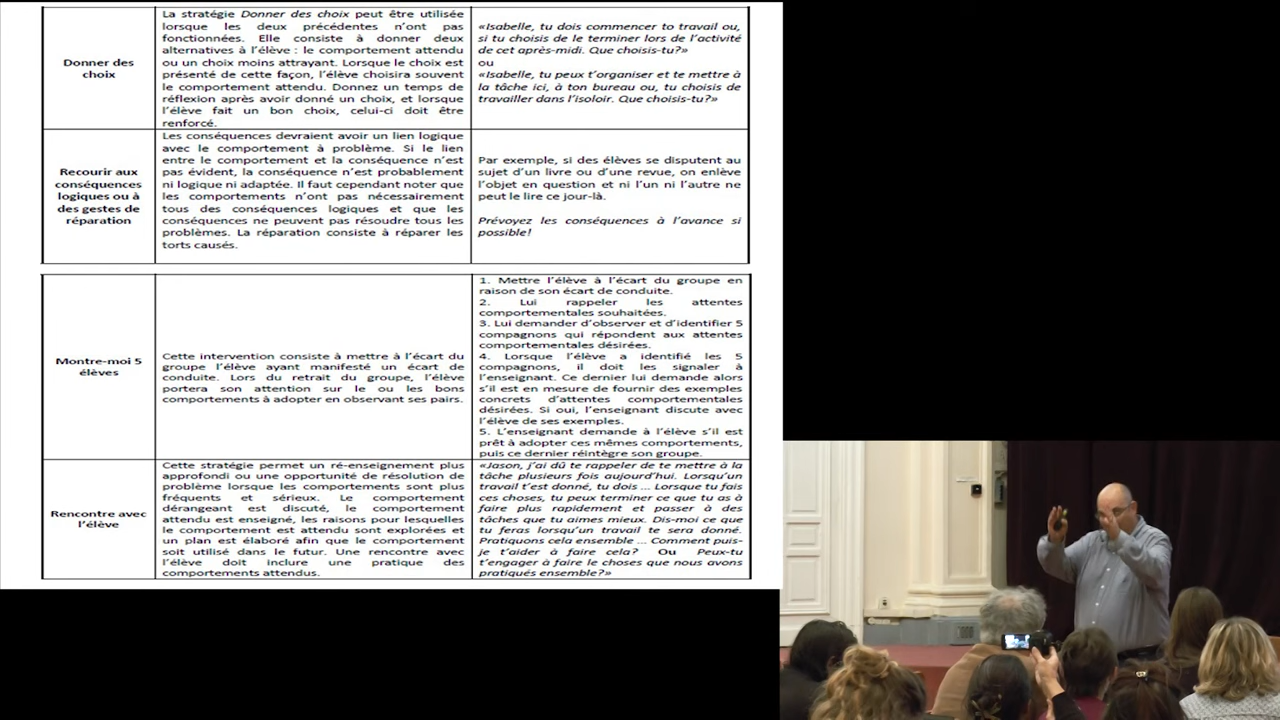 Donner des
choix
La stratégie Donner des choix peut être utilisée
lorsque les deux précédentes n'ont pas
fonctionnées. Elle consiste à donner deux
alternatives à l'élève : le comportement attendu
ou un choix moins attrayant. Lorsque le choix est
présenté de cette façon, l'élève choisira souvent
le comportement attendu. Donnez un temps de
réflexion après avoir donné un choix, et lorsque
l'élève fait un bon choix, celui-ci doit être
renforcé.
«Isabelle, tu dois commencer to travail ou,
si tu choisis de le terminer lors de l'activité
de cet après-midi. Que choisis-tu?»
ou
«Isabelle, tu peux t'organiser et te mettre à
la tâche ici, à ton bureau ou, tu choisis de
travailler dans l'isoloir. Que choisis-tu?»
Recourir aux
conséquences
logiques ou à
des gestes de
réparation
Les conséquences devraient avoir un lien logique
avec le comportement à problème. Si le lien
entre le comportement et la conséquence n'est
pas évident, la conséquence n'est probablement
ni logique ni adaptée. Il faut cependant noter que
les comportements n'ont pas nécessairement
tous des conséquences logiques et que les
conséquences ne peuvent pas résoudre tous les
problèmes. La réparation consiste à réparer les
torts causés.
Par exemple, si des élèves se disputent au
sujet d'un livre ou d'une revue, on enlève
l'objet en question et ni l'un ni l'autre ne
peut le lire ce jour-là.
Prévoyez les conséquences à l'avance si
possible!
Montre-moi 5
élèves
Cette intervention consiste à mettre à l'écart du
groupe l'élève ayant manifesté un écart de
conduite. Lors du retrait du groupe, l'élève
portera son attention sur le ou les bons
comportements à adopter en observant ses pairs.
1. Mettre l'élève à l'écart du groupe en
raison de son écart de conduite.
2. Lui rappeler les attentes
comportementales souhaitées.
3. Lui demander d'observer et d'identifier 5
compagnons qui répondent aux attentes
comportementales désirées.
4. Lorsque l'élève a identifié les 5
compagnons, il doit les signaler à
l'enseignant. Ce dernier lui demande alors
s'il est en mesure de fournir des exemples
concrets d'attentes comportementales
désirées. Si oui, l'enseignant discute avec
l'élève de ses exemples.
5. L'enseignant demande à l'élève s'il est
prêt à adopter ces mêmes comportements,
puis ce dernier réintègre son groupe.
Rencontre avec
l'élève
Cette stratégie permet un ré-enseignement plus
approfondi ou une opportunité de résolution de
problème lorsque les comportements sont plus
fréquents et sérieux. Le comportement
dérangeant est discuté, le comportement
attendu est enseigné, les raisons pour lesquelles
le comportement est attendu sont explorées et
un plan est élaboré afin que le comportement
soit utilisé dans le futur. Une rencontre avec
l'élève doit inclure une pratique des
comportements attendus.
«Jason, j'ai dû te rappeler de te mettre à la
tâche plusieurs fois aujourd'hui. Lorsqu'un
travail t'est donné, tu dois ... Lorsque tu fais
ces choses, tu peux terminer ce que tu as à
faire plus rapidement et passer à des
tâches que tu aimes mieux. Dis-moi ce que
tu feras lorsqu'un travail te sera donné.
Pratiquons cela ensemble ... Comment puis-
je t'aider à faire cela? Ou Peux-tu
t'engager à faire le choses que nous avons
pratiqués ensemble?»